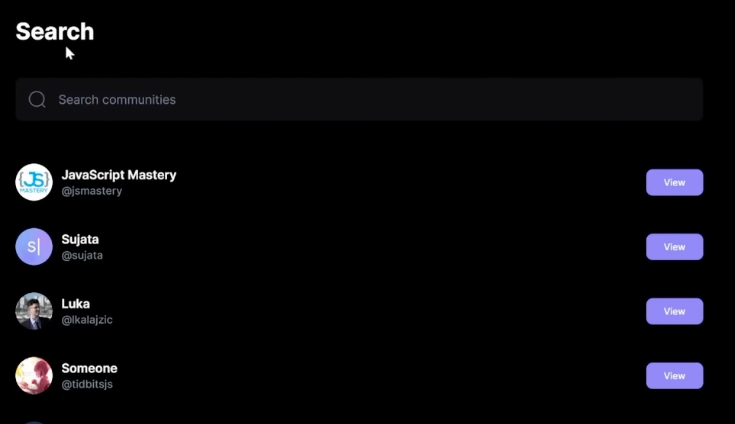 Search
Search communities
JS
MASTERY
JavaScript Mastery
@jsmastery
View
S|
Sujata
@sujata
View
Luka
@lkalajzic
View
Someone
@tidbitsjs
View